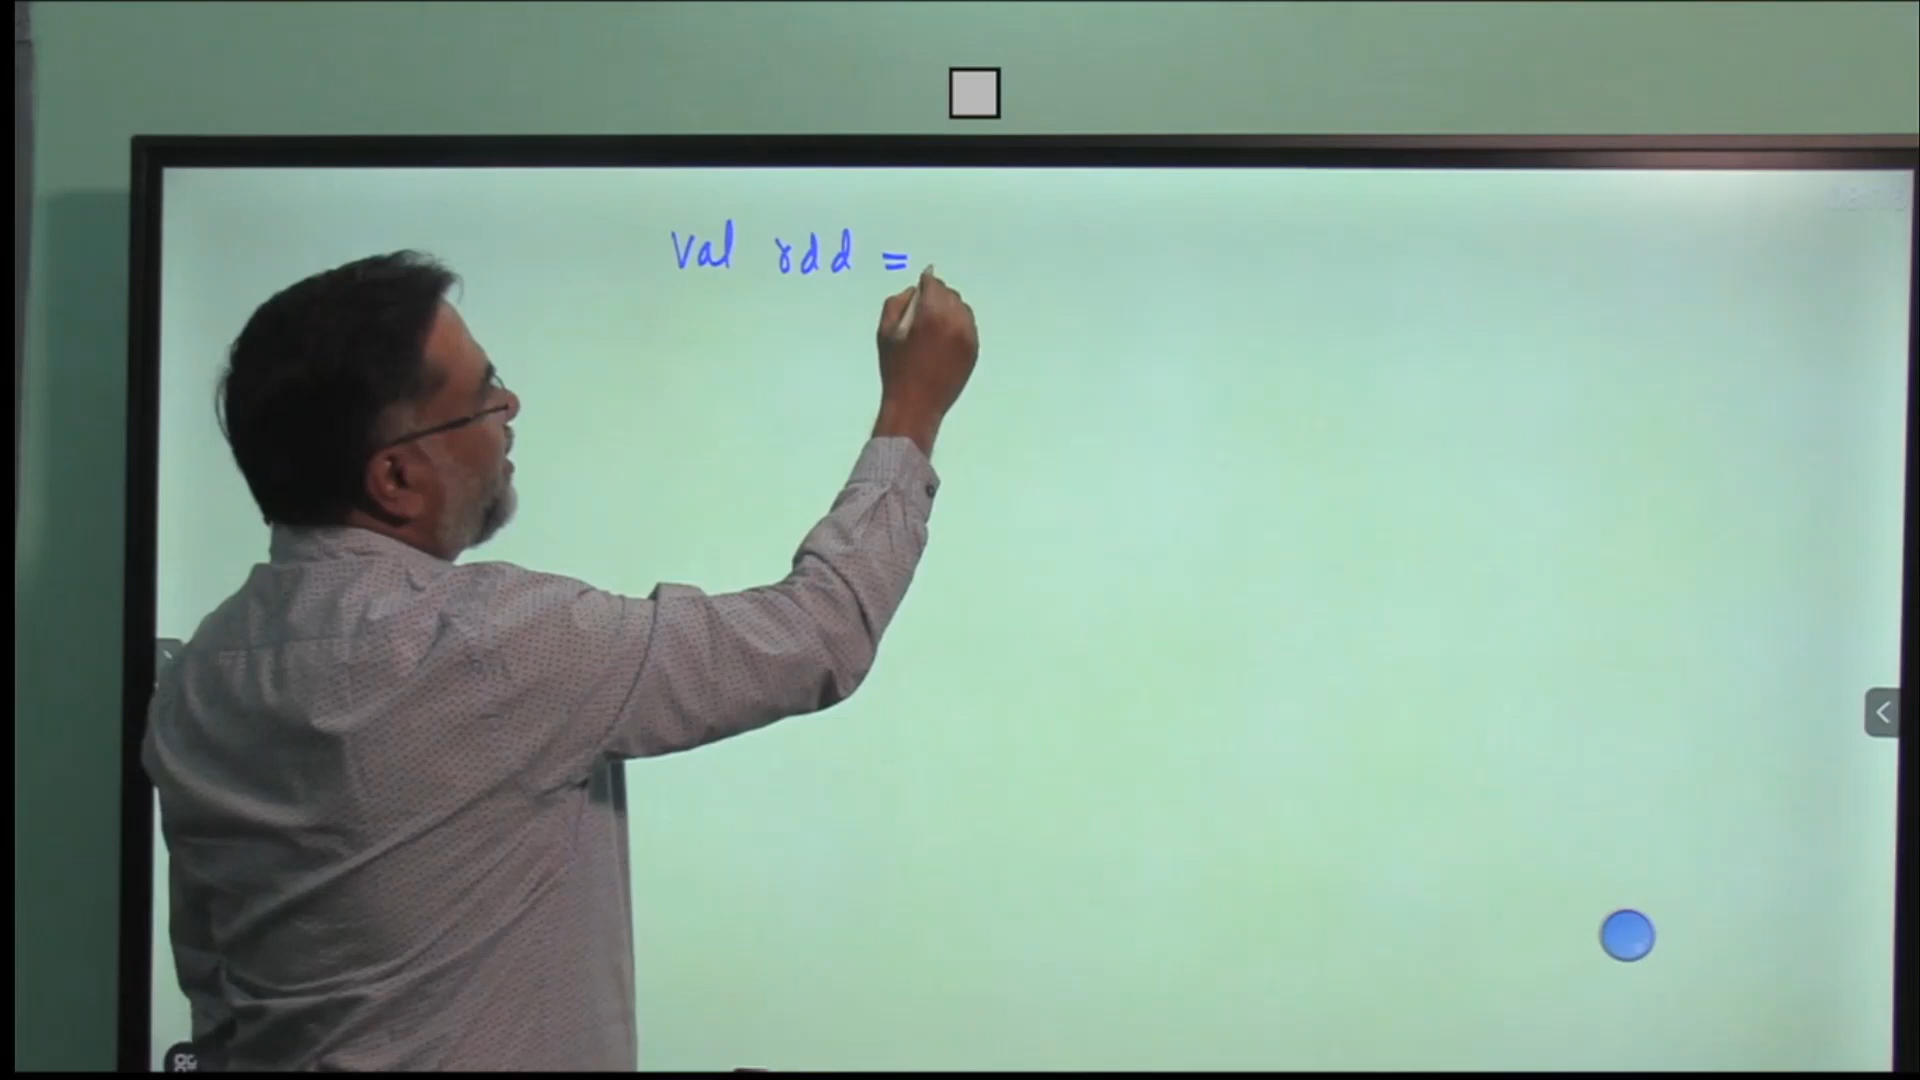 Val rdd =